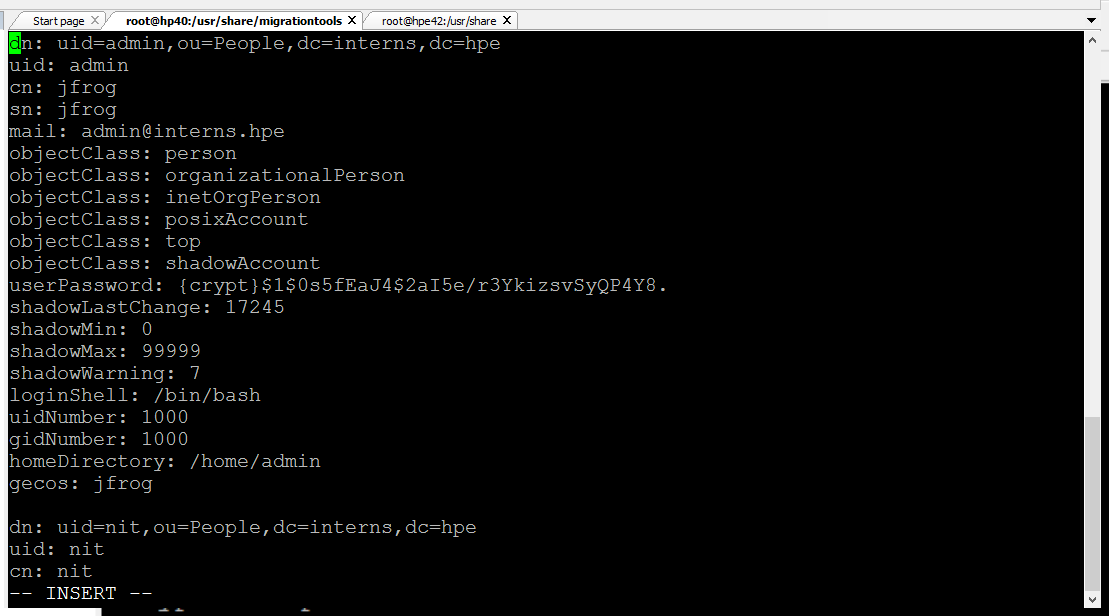 Start page
root@hp40:/usr/share/migrationtools
root@hpe42:/usr/share
dn: uid=admin,ou=People,dc=interns,dc=hpe
uid: admin
cn: jfrog
sn: jfrog
mail: admin@interns.hpe
objectClass: person
objectClass: organizationalPerson
objectClass: inetOrgPerson
objectClass: posixAccount
objectClass: top
objectClass: shadowAccount
userPassword: {crypt}$1$0s5fEaJ4$2aI5e/r3YkizsvSyQP4Y8.
shadowLastChange: 17245
shadowMin: 0
shadowMax: 99999
shadowWarning: 7
loginShell: /bin/bash
uidNumber: 1000
gidNumber: 1000
homeDirectory: /home/admin
gecos: jfrog
dn: uid=nit,ou=People,dc=interns,dc=hpe
uid: nit
cn: nit
-- INSERT --